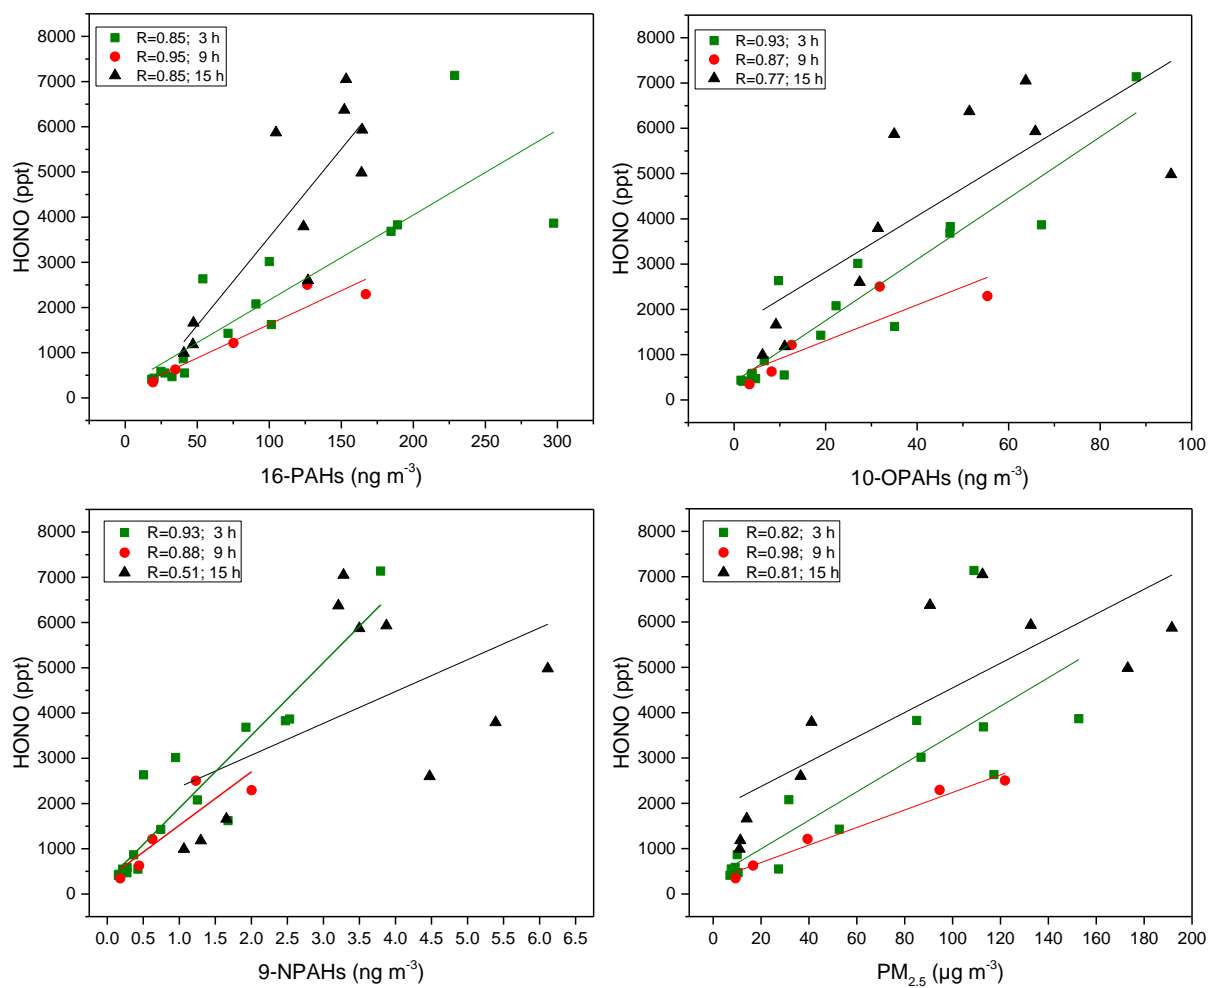 R=0.85; 3 h
R=0.95; 9 h
R=0.85; 15 h
8000
7000
6000
5000
4000
3000
2000
1000
0
HONO (ppt)
0 50 100 150 200 250 300
16-PAHs (ng m⁻³)
R=0.93; 3 h
R=0.87; 9 h
R=0.77; 15 h
8000
7000
6000
5000
4000
3000
2000
1000
0
HONO (ppt)
0 20 40 60 80 100
10-OPAHs (ng m⁻³)
R=0.93; 3 h
R=0.88; 9 h
R=0.51; 15 h
8000
7000
6000
5000
4000
3000
2000
1000
0
HONO (ppt)
0.0 0.5 1.0 1.5 2.0 2.5 3.0 3.5 4.0 4.5 5.0 5.5 6.0 6.5
9-NPAHs (ng m⁻³)
R=0.82; 3 h
R=0.98; 9 h
R=0.81; 15 h
8000
7000
6000
5000
4000
3000
2000
1000
0
HONO (ppt)
0 20 40 60 80 100 120 140 160 180 200
PM₂.₅ (µg m⁻³)